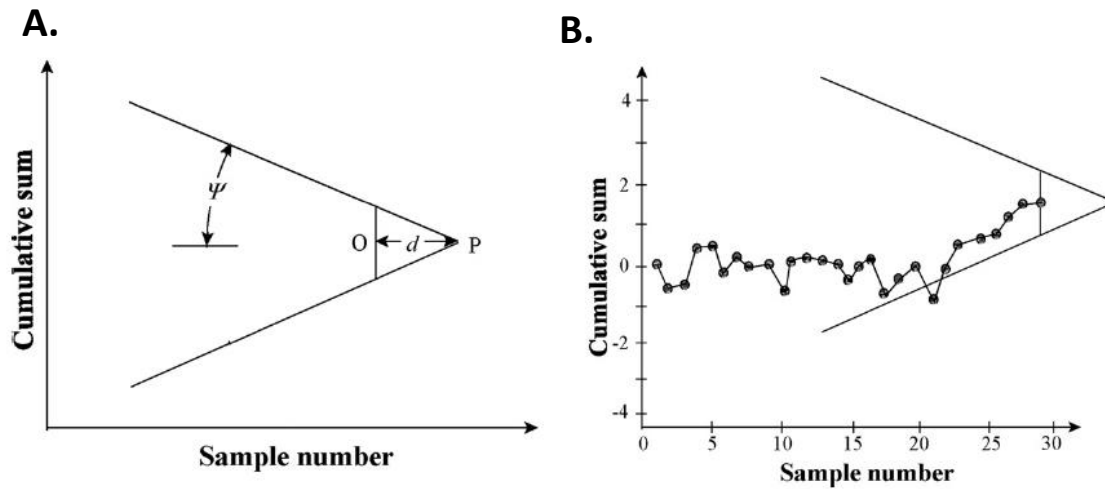 A.
Cumulative sum
Ψ
O
d
P
Sample number
B.
Cumulative sum
4
2
0
-2
-4
0
5
10
15
20
25
30
Sample number